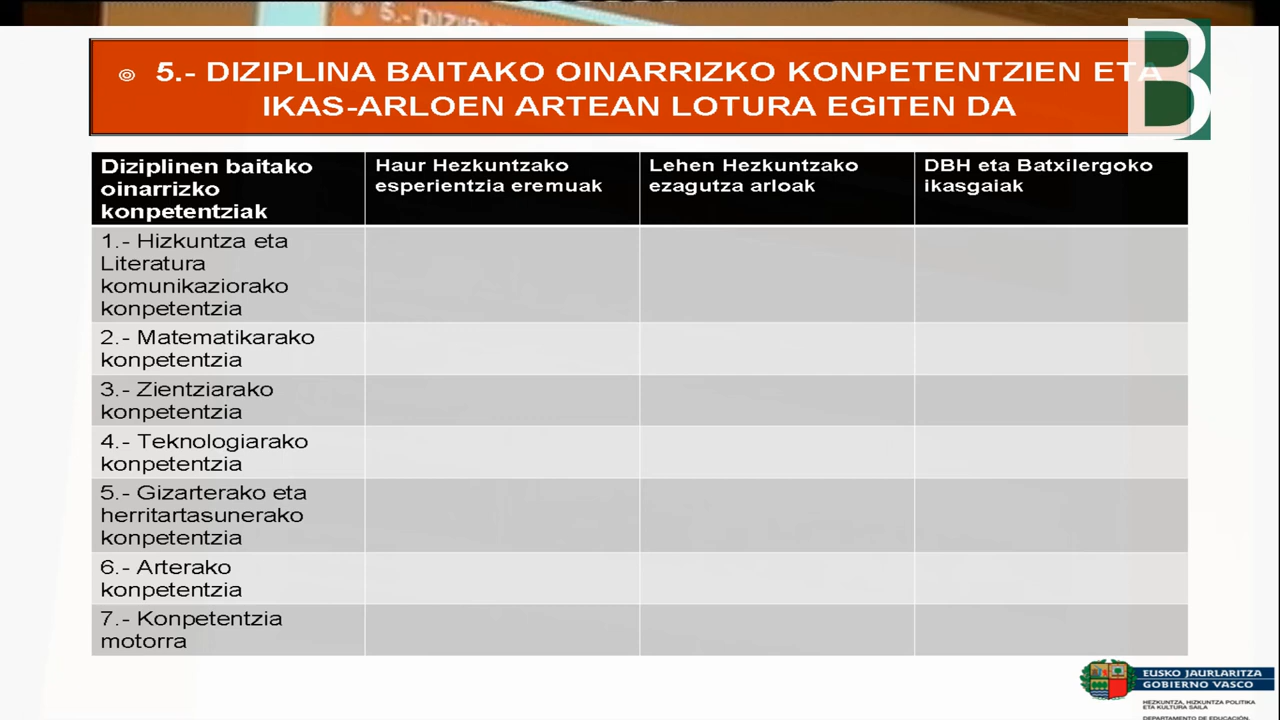 5.- DIZIPLIN
5.- DIZIPLINA BAITAKO OINARRIZKO KONPETENTZIEN ETA
IKAS-ARLOEN ARTEAN LOTURA EGITEN DA
B
Diziplinen baitako
oinarrizko
konpetentziak
Haur Hezkuntzako
esperientzia eremuak
Lehen Hezkuntzako
ezagutza arloak
DBH eta Batxilergoko
ikasgaiak
1.- Hizkuntza eta
Literatura
komunikaziorako
konpetentzia
2.- Matematikarako
konpetentzia
3.- Zientziarako
konpetentzia
4.- Teknologiarako
konpetentzia
5.- Gizarterako eta
herritartasunerako
konpetentzia
6.- Arterako
konpetentzia
7.- Konpetentzia
motorra
EUSKO JAURLARITZA
GOBIERNO VASCO
HEZKUNTZA, HIZKUNTZA POLITIKA
ETA KULTURA SAILA
DEPARTAMENTO DE EDUCACIÓN,